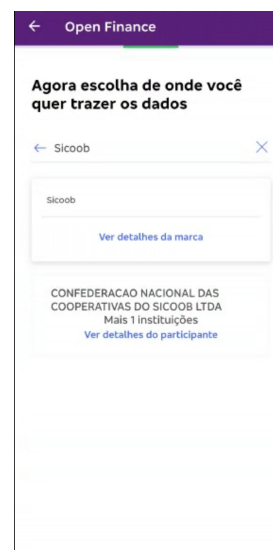 Open Finance
Agora escolha de onde você
quer trazer os dados
Sicoob
Sicoob
Ver detalhes da marca
CONFEDERACAO NACIONAL DAS
COOPERATIVAS DO SICOOB LTDA
Mais 1 instituições
Ver detalhes do participante